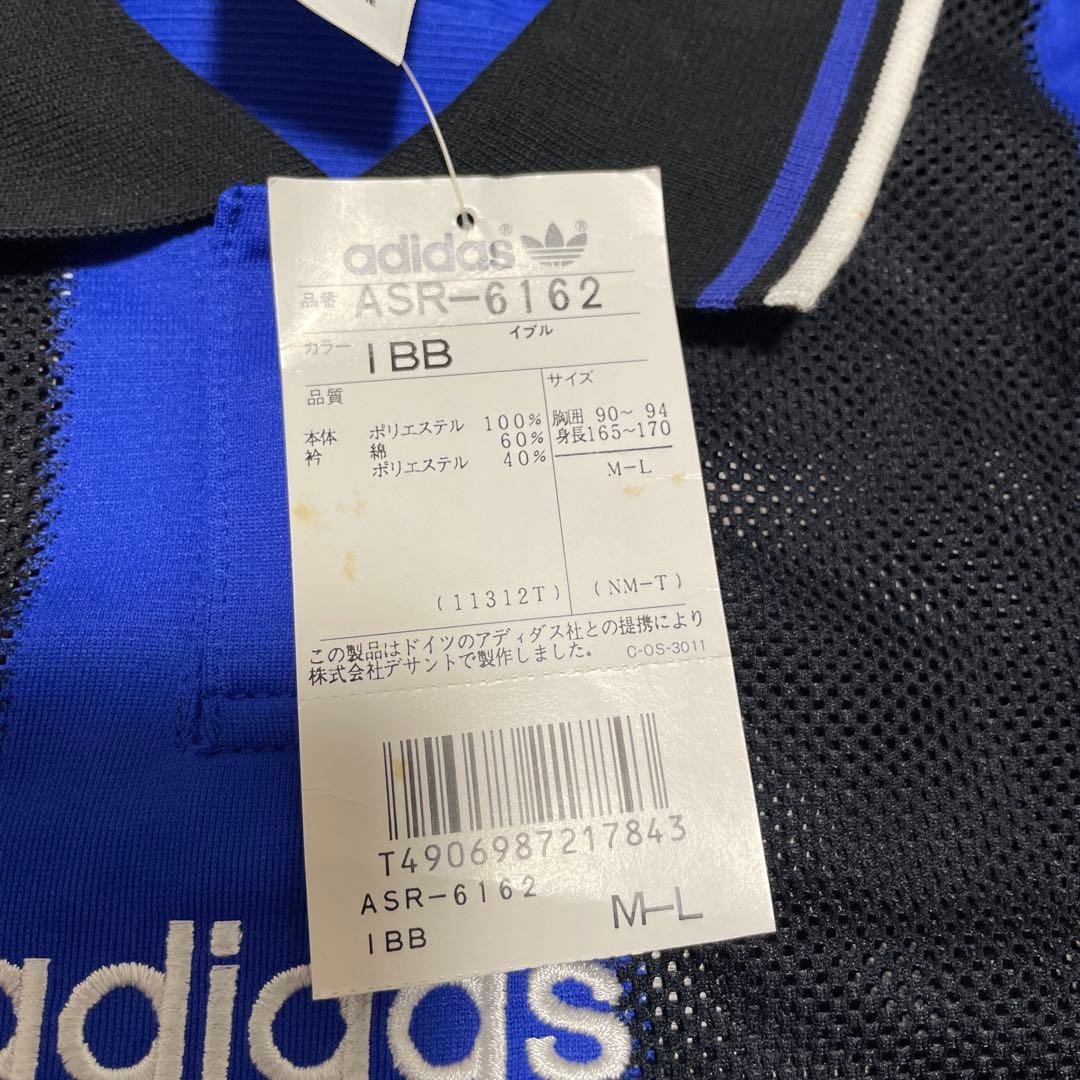 adidas®®
品番 ASR-6162
イブル
カラー IBB
品質
サイズ
本体 ポリエステル 100%
衿 綿 60%
ポリエステル 40%
胸囲 90～ 94
身長165～170
M-L
(11312T)
(NM-T)
この製品はドイツのアディダス社との提携により
株式会社デサントで製作しました。 C-OS-3011
T4906987217843
ASR-6162
IBB
M-L
adidas